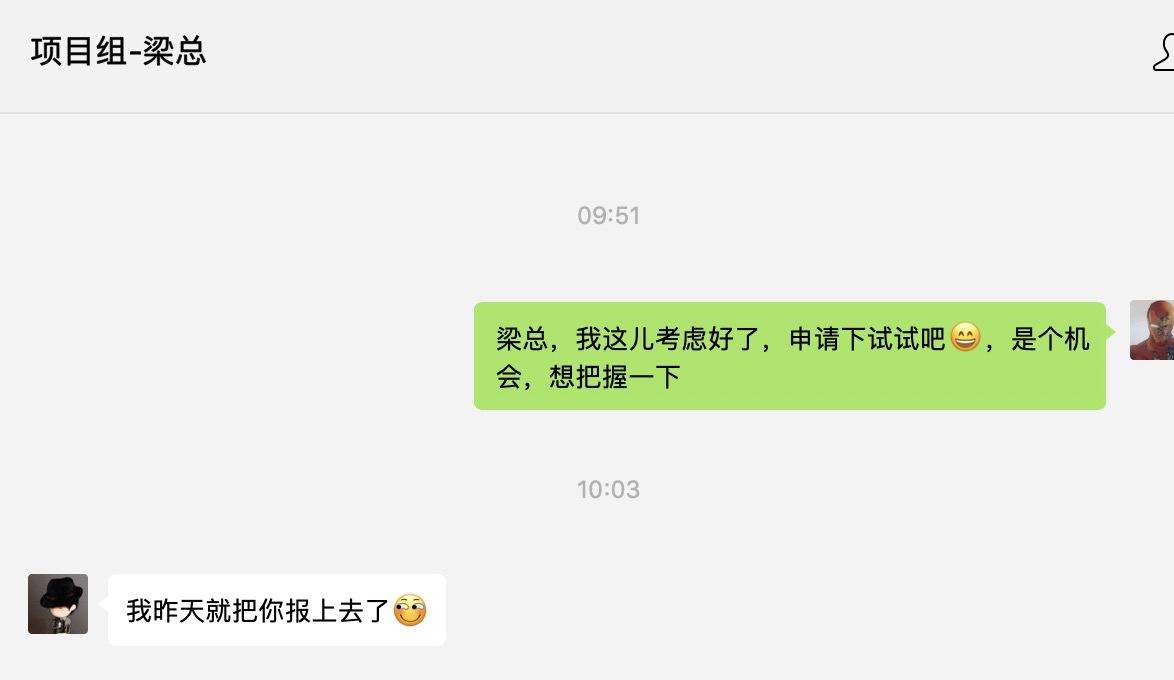 项目组-梁总
09:51
梁总，我这儿考虑好了，申请下试试吧😄，是个机
会，想把握一下
10:03
我昨天就把你报上去了